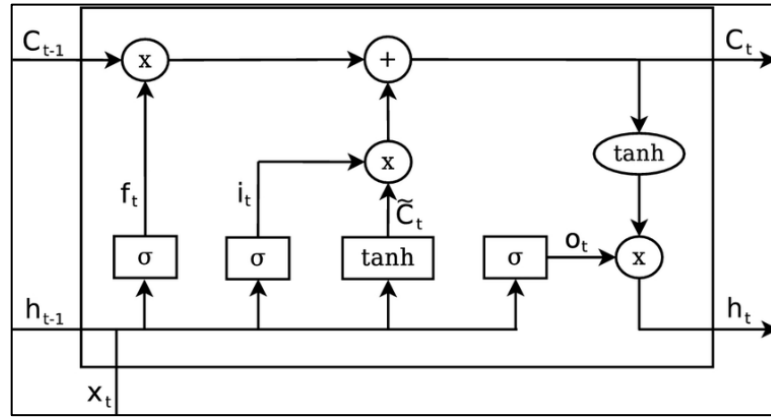 C_{t-1} x + C_t
x tanh
f_t i_t C̃_t
σ σ tanh σ o_t x
h_{t-1} h_t
x_t